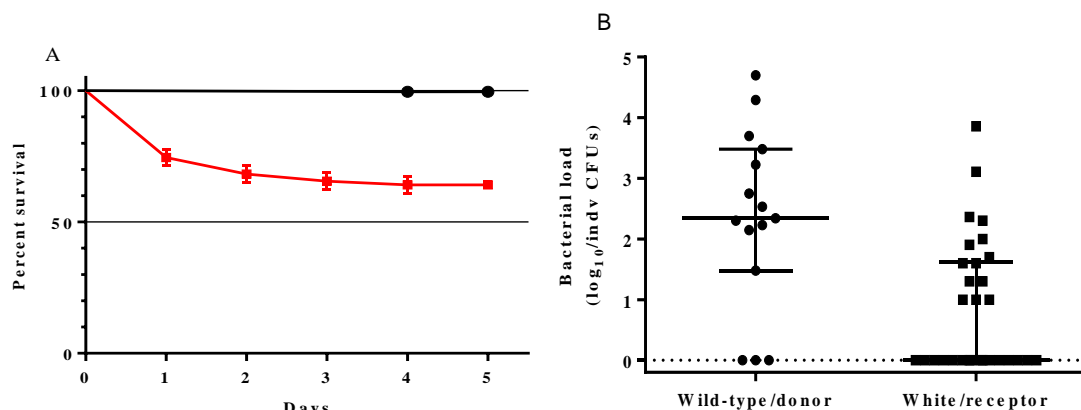 A
Percent survival
100
50
0
0 1 2 3 4 5
Days
B
Bacterial load
(log10/indv CFUs)
5
4
3
2
1
0
Wild-type/donor White/receptor